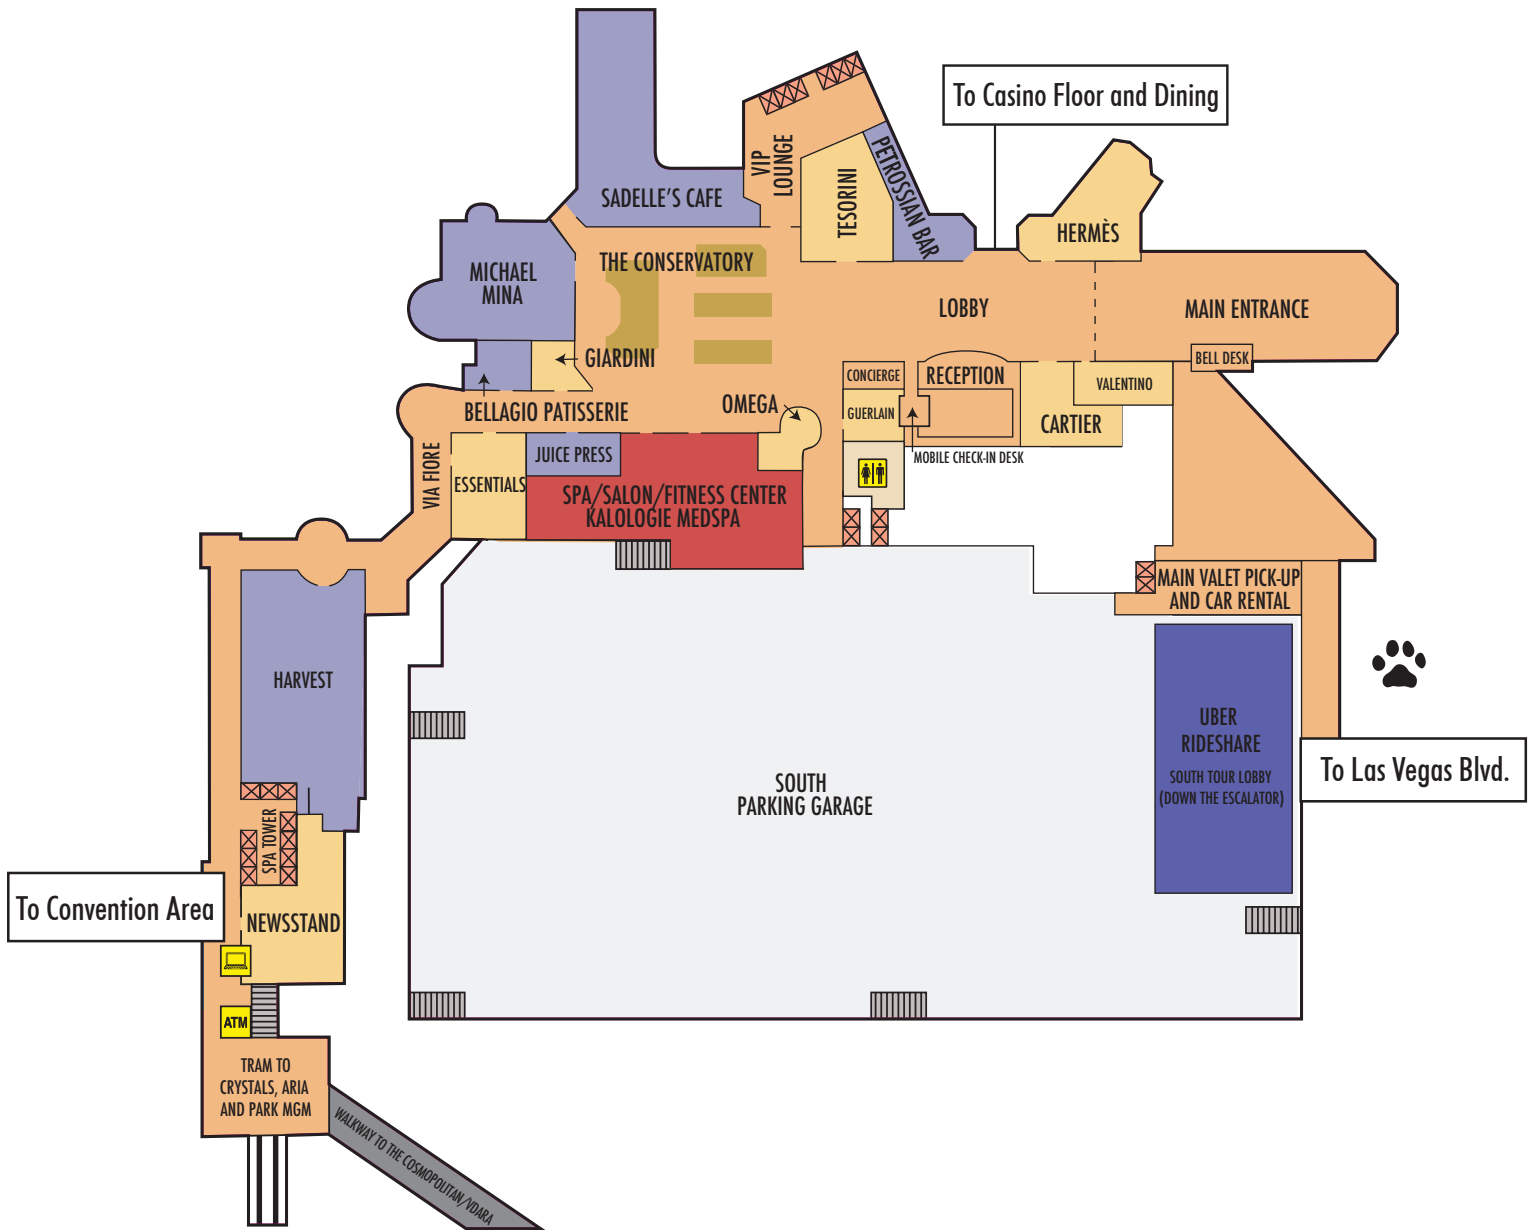 To Casino Floor and Dining
VIP
LOUNGE
TESORINI
PETROSSIAN BAR
SADELLE'S CAFE
HERMÈS
MICHAEL
MINA
THE CONSERVATORY
LOBBY
MAIN ENTRANCE
GIARDINI
BELL DESK
CONCIERGE
RECEPTION
VALENTINO
BELLAGIO PATISSERIE
OMEGA
GUERLAIN
CARTIER
VIA FIORE
JUICE PRESS
MOBILE CHECK-IN DESK
ESSENTIALS
SPA/SALON/FITNESS CENTER
KALOLOGIE MEDSPA
MAIN VALET PICK-UP
AND CAR RENTAL
HARVEST
UBER
RIDESHARE
SOUTH TOUR LOBBY
(DOWN THE ESCALATOR)
To Las Vegas Blvd.
SOUTH
PARKING GARAGE
SPA TOWER
To Convention Area
NEWSSTAND
ATM
TRAM TO
CRYSTALS, ARIA
AND PARK MGM
WALKWAY TO THE COSMOPOLITAN/VDARA